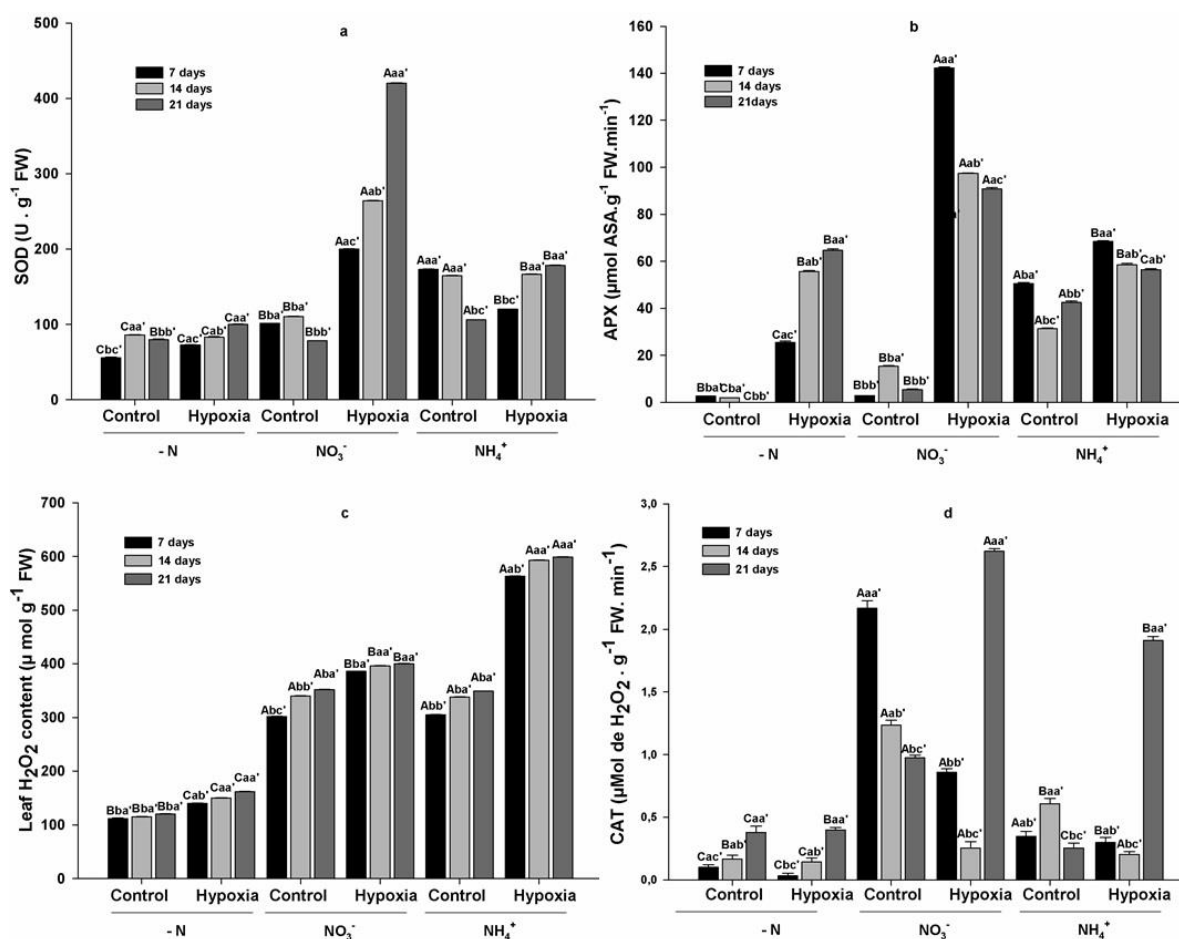 a
SOD (U . g⁻¹ FW)
500
400
300
200
100
0
7 days
14 days
21 days
Cbc' Caa' Bbb' Cac' Cab' Caa' Bba' Bba' Bbb' Aac' Aab' Aaa' Aaa' Aaa' Abc' Bbc' Baa' Baa'
Control Hypoxia Control Hypoxia Control Hypoxia
- N NO₃⁻ NH₄⁺
b
APX (µmol ASA.g⁻¹ FW.min⁻¹)
160
140
120
100
80
60
40
20
0
7 days
14 days
21days
Bba' Cba' Cbb' Cac' Bab' Baa' Bbb' Bba' Bbb' Aaa' Aab' Aac' Aba' Abc' Abb' Baa' Bab' Cab'
Control Hypoxia Control Hypoxia Control Hypoxia
- N NO₃⁻ NH₄⁺
c
Leaf H₂O₂ content (µ mol g⁻¹ FW)
700
600
500
400
300
200
100
0
7 days
14 days
21 days
Bba' Bba' Bba' Cab' Caa' Caa' Abc' Abb' Aba' Bba' Baa' Baa' Abb' Aba' Aba' Aab' Aaa' Aaa'
Control Hypoxia Control Hypoxia Control Hypoxia
- N NO₃⁻ NH₄⁺
d
CAT (µMol de H₂O₂ . g⁻¹ FW. min⁻¹)
3,0
2,5
2,0
1,5
1,0
0,5
0,0
7 days
14 days
21 days
Cac' Bab' Caa' Cbc' Cab' Baa' Aaa' Aab' Abc' Abb' Abc' Aaa' Aab' Baa' Cbc' Bab' Abc' Baa'
Control Hypoxia Control Hypoxia Control Hypoxia
- N NO₃⁻ NH₄⁺